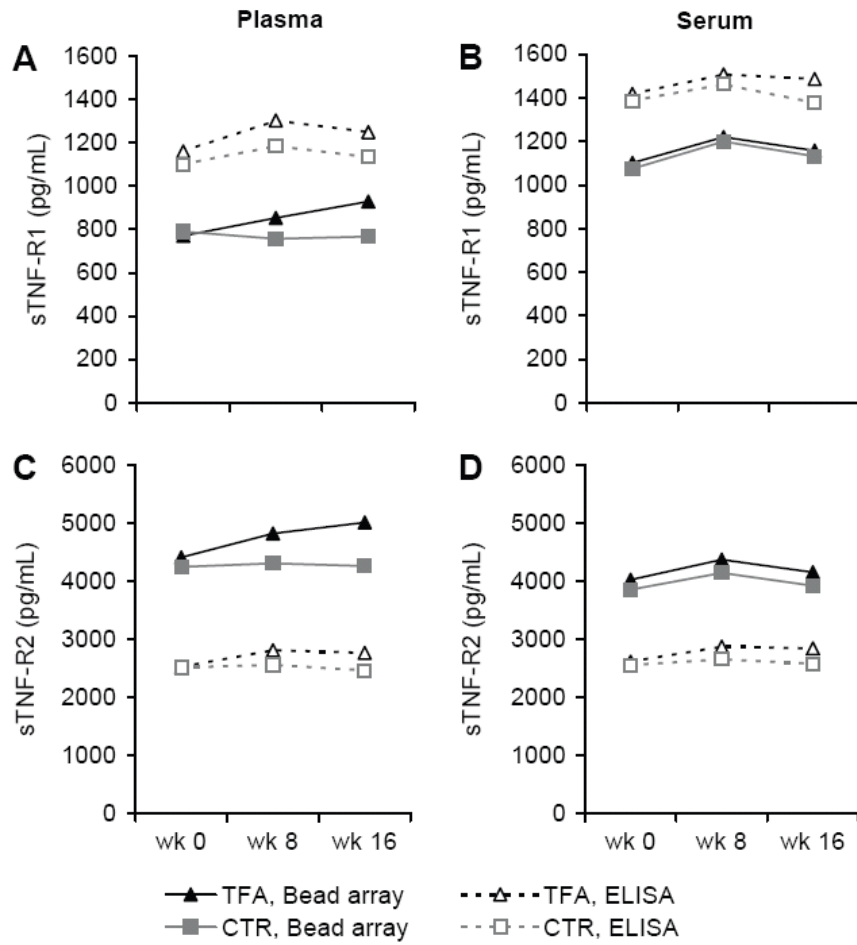 Plasma
Serum
A
B
sTNF-R1 (pg/mL)
1600
1400
1200
1000
800
600
400
200
0
sTNF-R1 (pg/mL)
1600
1400
1200
1000
800
600
400
200
0
C
D
sTNF-R2 (pg/mL)
6000
5000
4000
3000
2000
1000
0
wk 0 wk 8 wk 16
sTNF-R2 (pg/mL)
6000
5000
4000
3000
2000
1000
0
wk 0 wk 8 wk 16
TFA, Bead array
TFA, ELISA
CTR, Bead array
CTR, ELISA